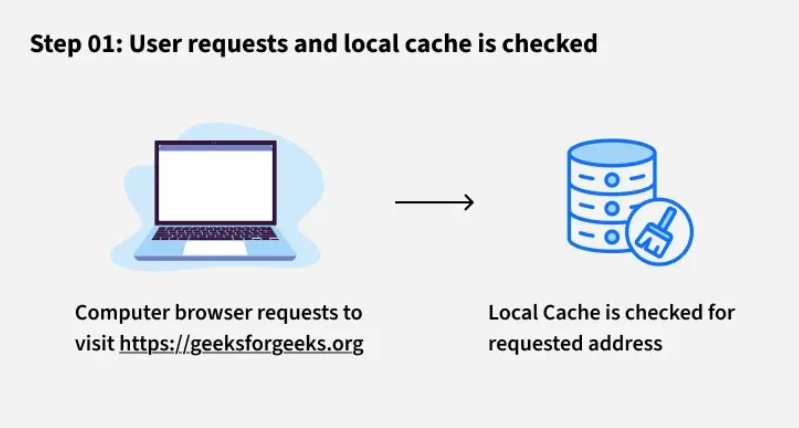 Step 01: User requests and local cache is checked
Computer browser requests to
visit https://geeksforgeeks.org
Local Cache is checked for
requested address